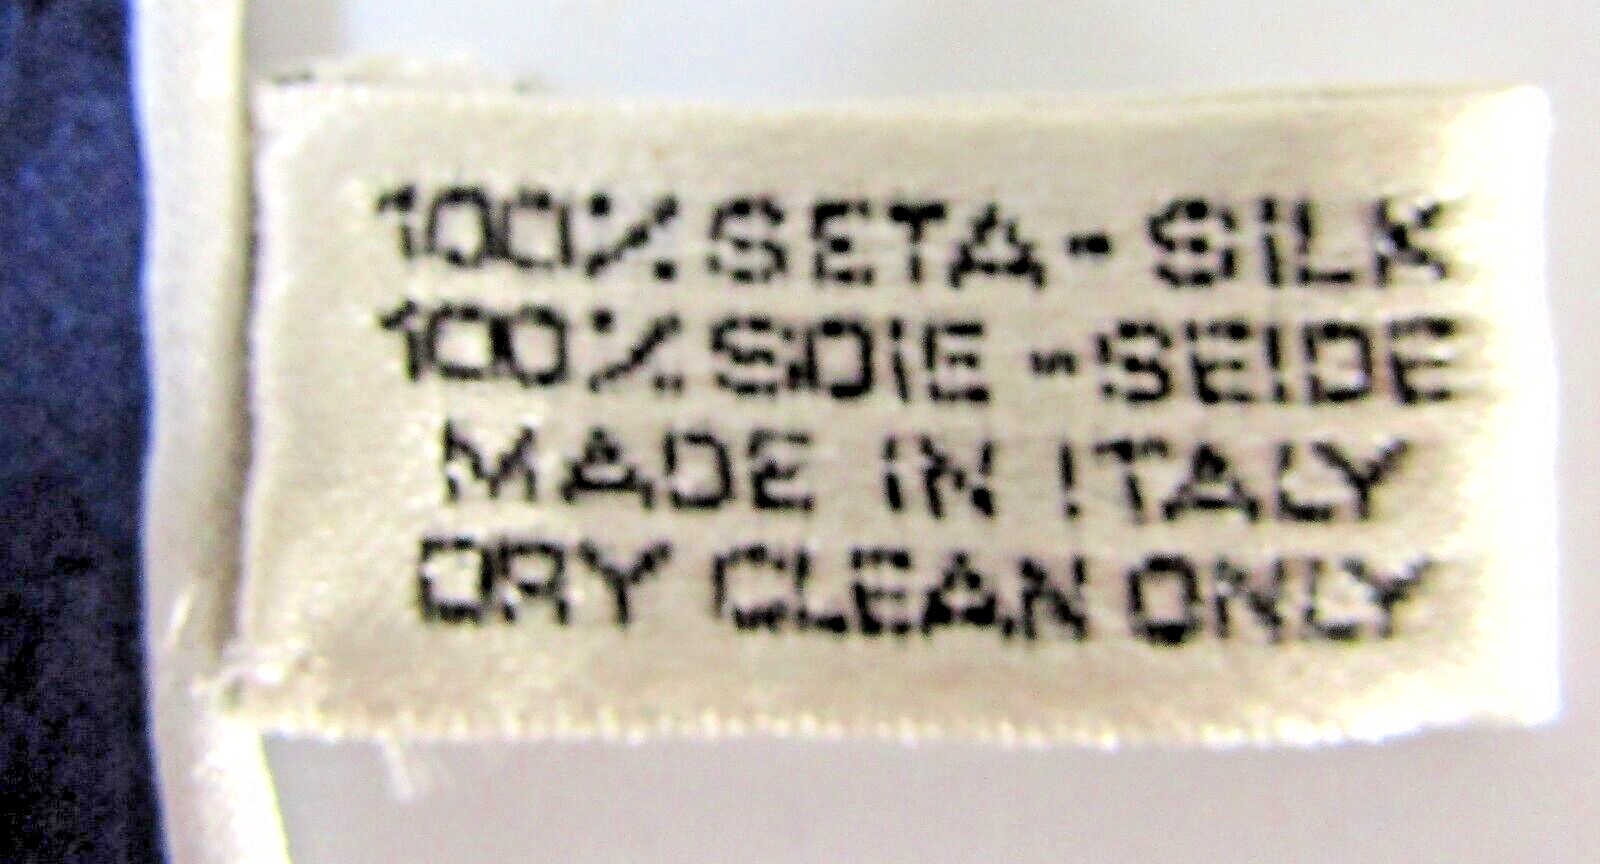 100% SETA - SILK
100% SOIE - SEIDE
MADE IN ITALY
DRY CLEAN ONLY